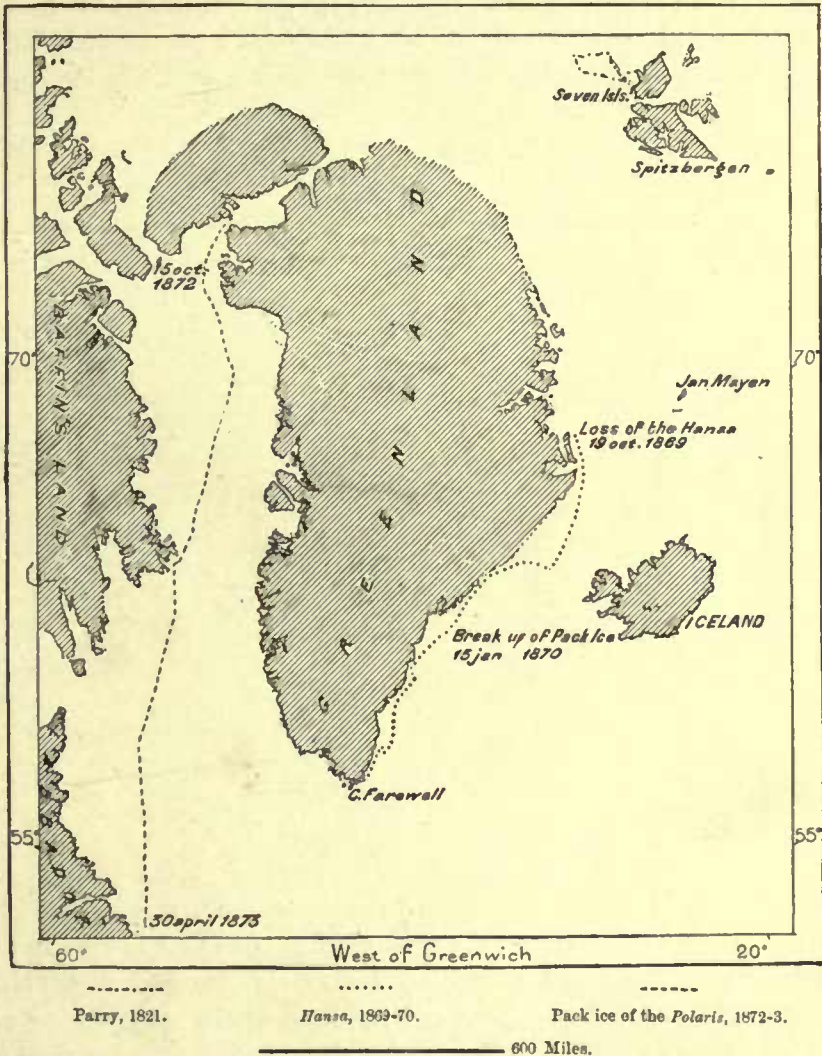 Seven Isls.
Spitzbergen
15 oct.
1872
BAFFIN'S LAND
GREENLAND
70°
70°
Jan Mayen
Loss of the Hansa
19 oct. 1869
Break up of Pack Ice
15 jan 1870
ICELAND
C. Farewell
55°
55°
30 april 1873
60°
West of Greenwich
20°
Parry, 1821.
Hansa, 1869-70.
Pack ice of the Polaris, 1872-3.
600 Miles.